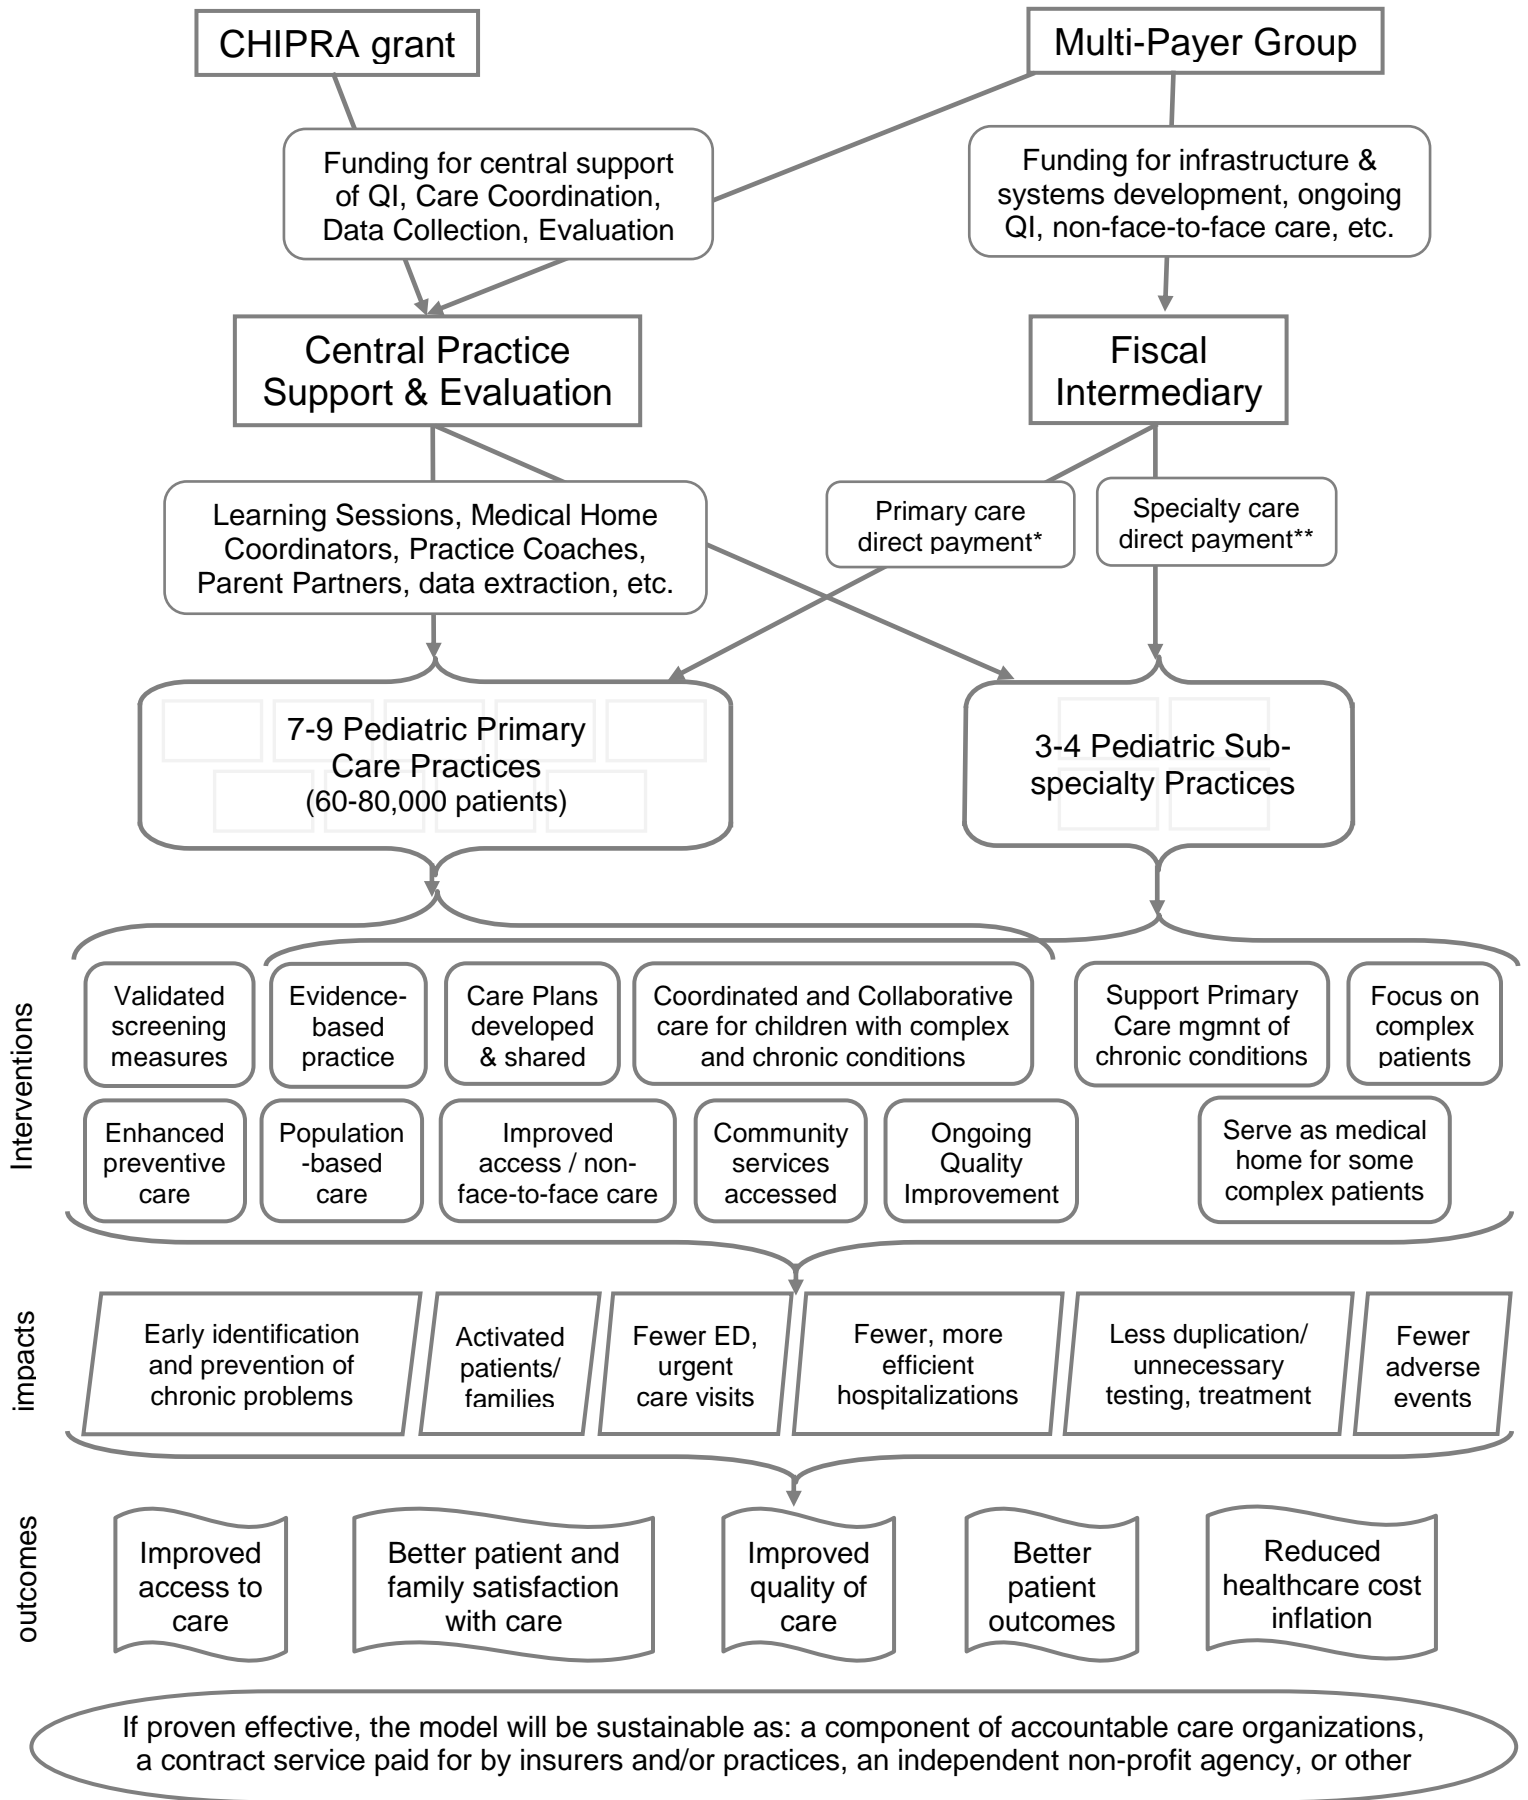 CHIPRA grant
Multi-Payer Group
Funding for central support
of QI, Care Coordination,
Data Collection, Evaluation
Funding for infrastructure &
systems development, ongoing
QI, non-face-to-face care, etc.
Central Practice
Support & Evaluation
Fiscal
Intermediary
Learning Sessions, Medical Home
Coordinators, Practice Coaches,
Parent Partners, data extraction, etc.
Primary care
direct payment*
Specialty care
direct payment**
7-9 Pediatric Primary
Care Practices
(60-80,000 patients)
3-4 Pediatric Sub-
specialty Practices
Interventions
Validated
screening
measures
Evidence-
based
practice
Care Plans
developed
& shared
Coordinated and Collaborative
care for children with complex
and chronic conditions
Support Primary
Care mgmnt of
chronic conditions
Focus on
complex
patients
Enhanced
preventive
care
Population
-based
care
Improved
access / non-
face-to-face care
Community
services
accessed
Ongoing
Quality
Improvement
Serve as medical
home for some
complex patients
impacts
Early identification
and prevention of
chronic problems
Activated
patients/
families
Fewer ED,
urgent
care visits
Fewer, more
efficient
hospitalizations
Less duplication/
unnecessary
testing, treatment
Fewer
adverse
events
outcomes
Improved
access to
care
Better patient and
family satisfaction
with care
Improved
quality of
care
Better
patient
outcomes
Reduced
healthcare cost
inflation
If proven effective, the model will be sustainable as: a component of accountable care organizations,
a contract service paid for by insurers and/or practices, an independent non-profit agency, or other